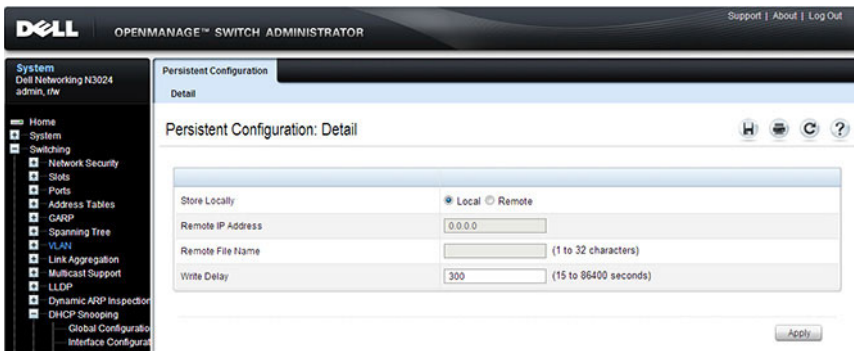 Support | About | Log Out
DELL OPENMANAGE™ SWITCH ADMINISTRATOR
System
Dell Networking N3024
admin, r/w
Home
System
Switching
Network Security
Slots
Ports
Address Tables
GARP
Spanning Tree
VLAN
Link Aggregation
Multicast Support
LLDP
Dynamic ARP Inspection
DHCP Snooping
Global Configuratio
Interface Configurat
Persistent Configuration
Detail
Persistent Configuration: Detail
Store Locally Local Remote
Remote IP Address 0.0.0.0
Remote File Name (1 to 32 characters)
Write Delay 300 (15 to 86400 seconds)
Apply